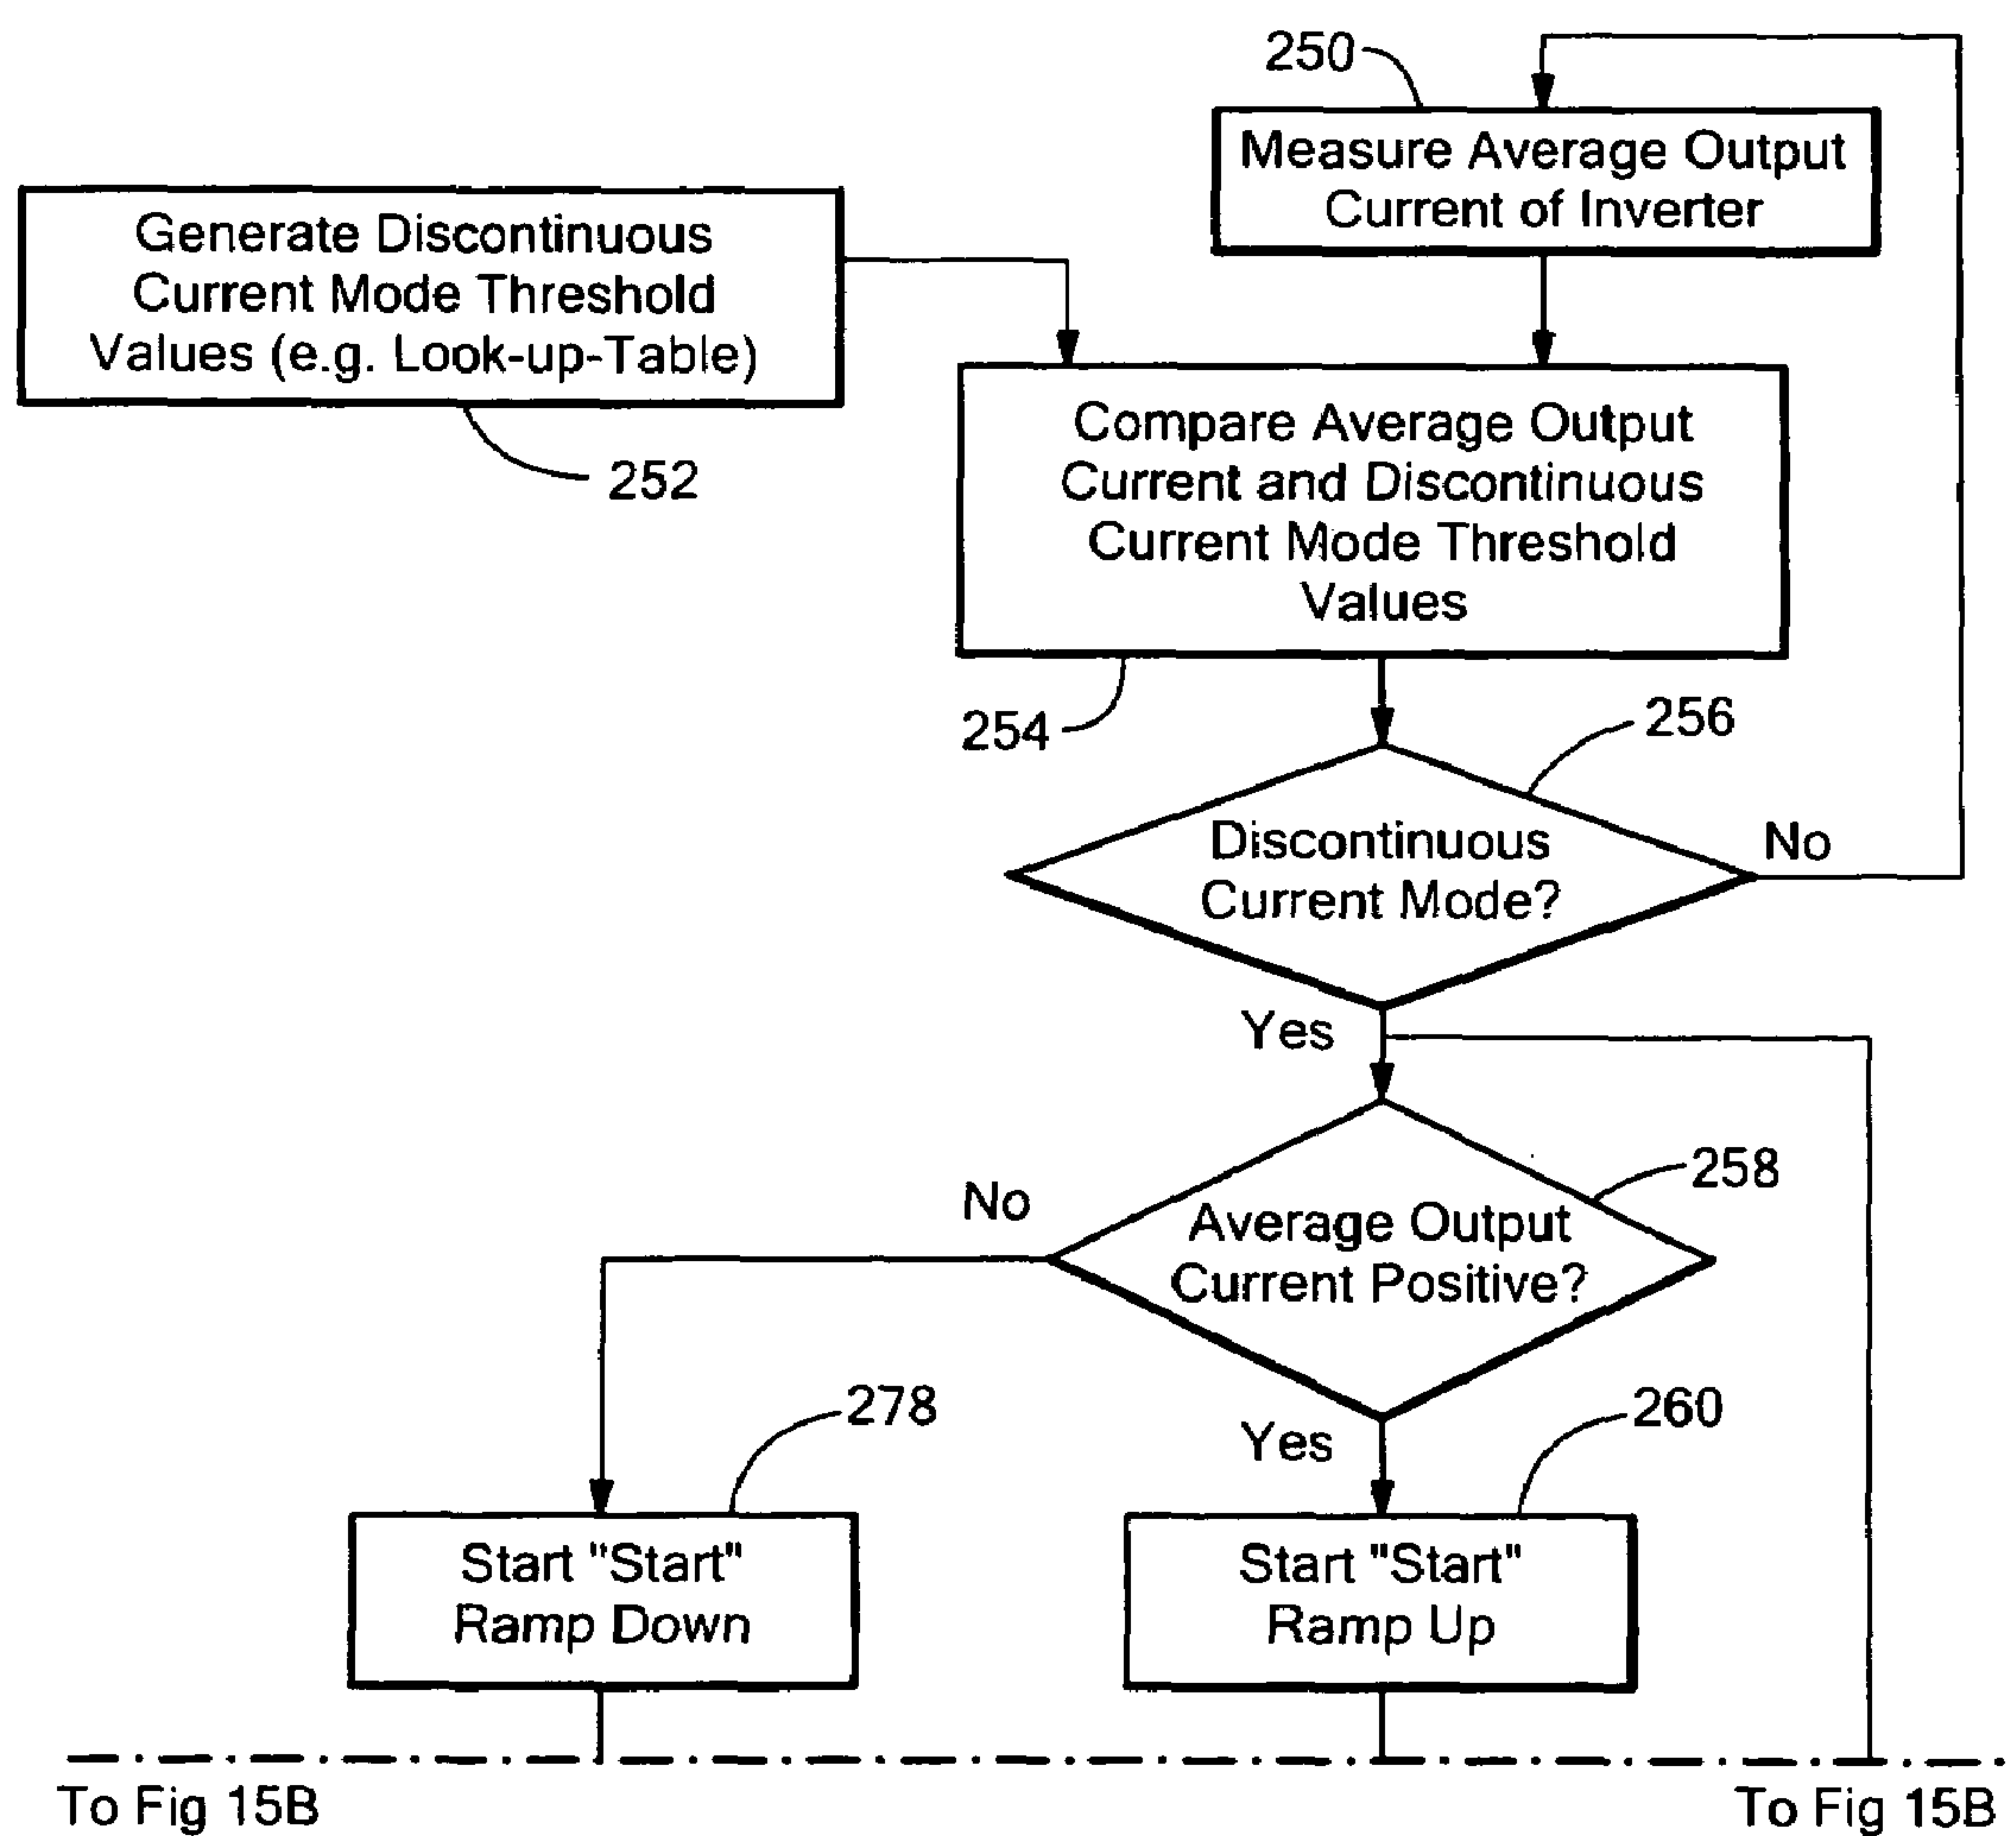 250
Measure Average Output
Current of Inverter
Generate Discontinuous
Current Mode Threshold
Values (e.g. Look-up-Table)
252
Compare Average Output
Current and Discontinuous
Current Mode Threshold
Values
254
256
Discontinuous
Current Mode?
No
Yes
258
No
Average Output
Current Positive?
278
Yes
260
Start "Start"
Ramp Down
Start "Start"
Ramp Up
To Fig 15B
To Fig 15B